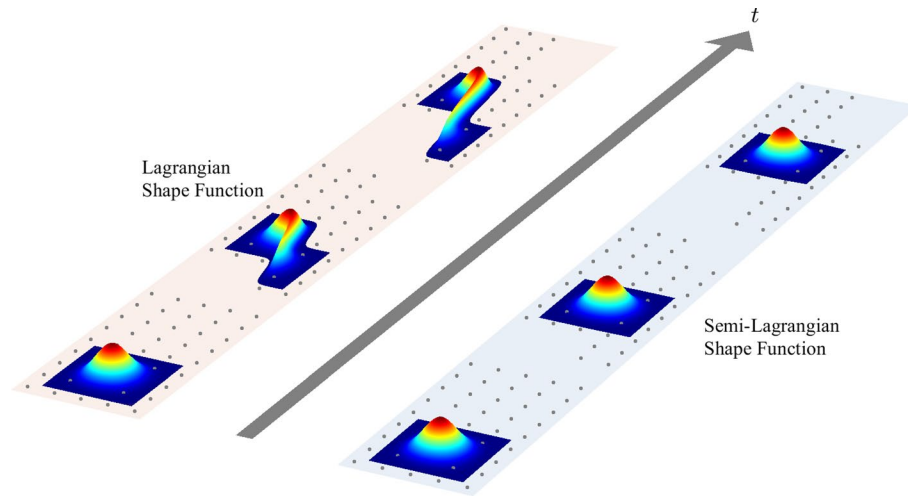 t
Lagrangian
Shape Function
Semi-Lagrangian
Shape Function